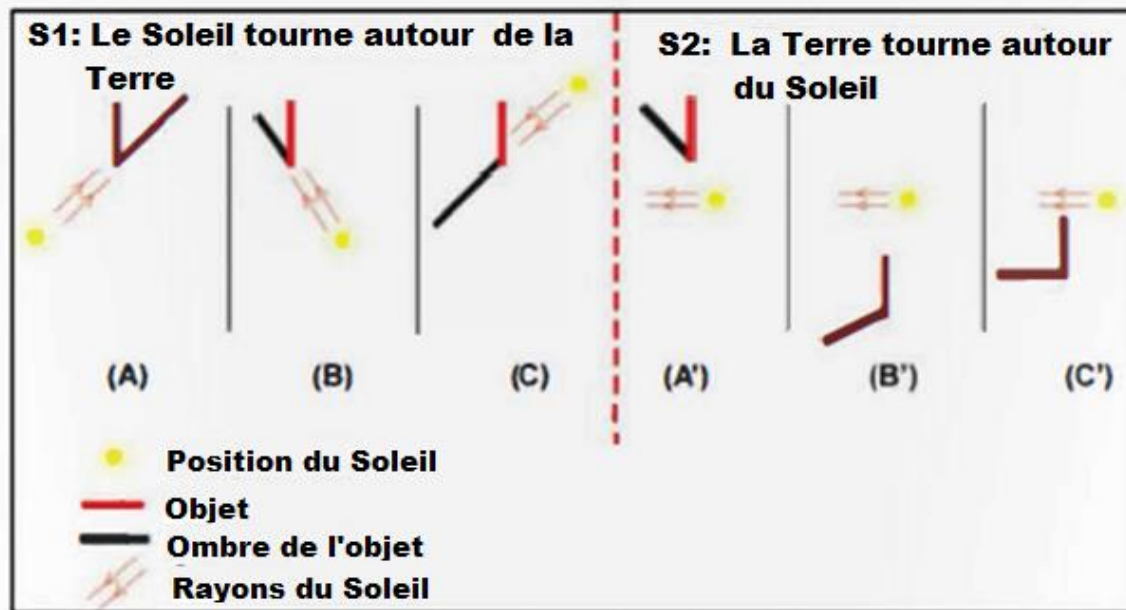 S1: Le Soleil tourne autour de la
Terre
S2: La Terre tourne autour
du Soleil
(A)
(B)
(C)
(A')
(B')
(C')
Position du Soleil
Objet
Ombre de l'objet
Rayons du Soleil